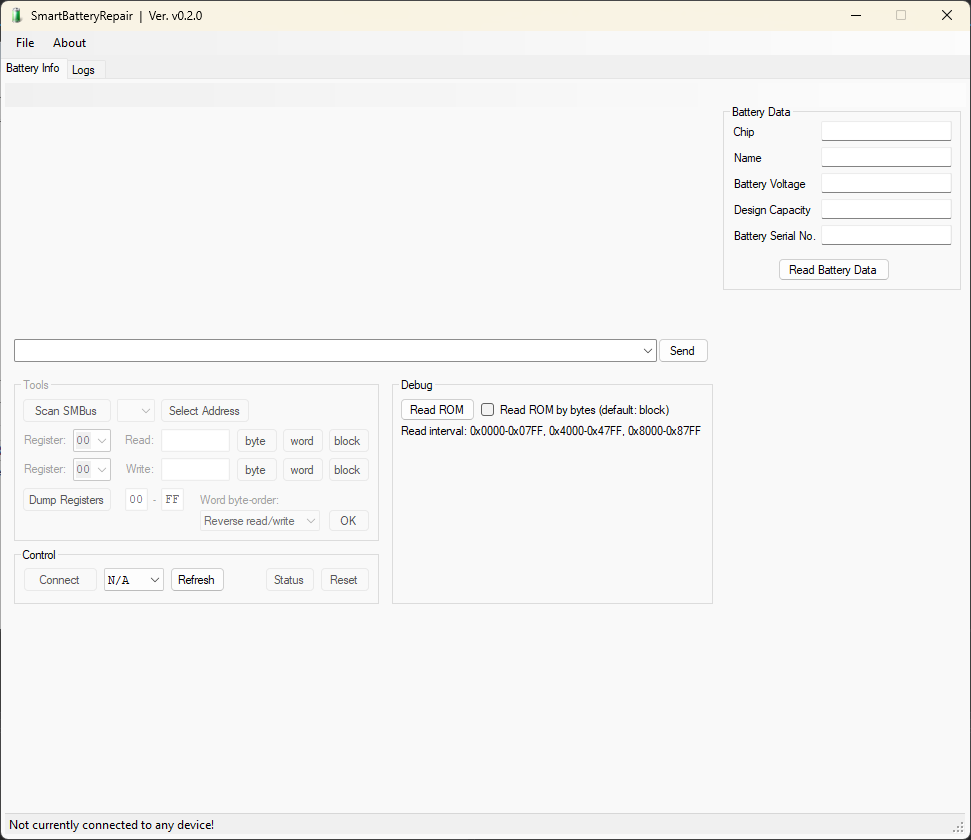 SmartBatteryRepair | Ver. v0.2.0
File About
Battery Info Logs
Battery Data
Chip
Name
Battery Voltage
Design Capacity
Battery Serial No.
Read Battery Data
Send
Tools
Scan SMBus Select Address
Register: 00 Read: byte word block
Register: 00 Write: byte word block
Dump Registers 00 - FF Word byte-order:
Reverse read/write OK
Control
Connect N/A Refresh Status Reset
Debug
Read ROM Read ROM by bytes (default: block)
Read interval: 0x0000-0x07FF, 0x4000-0x47FF, 0x8000-0x87FF
Not currently connected to any device!